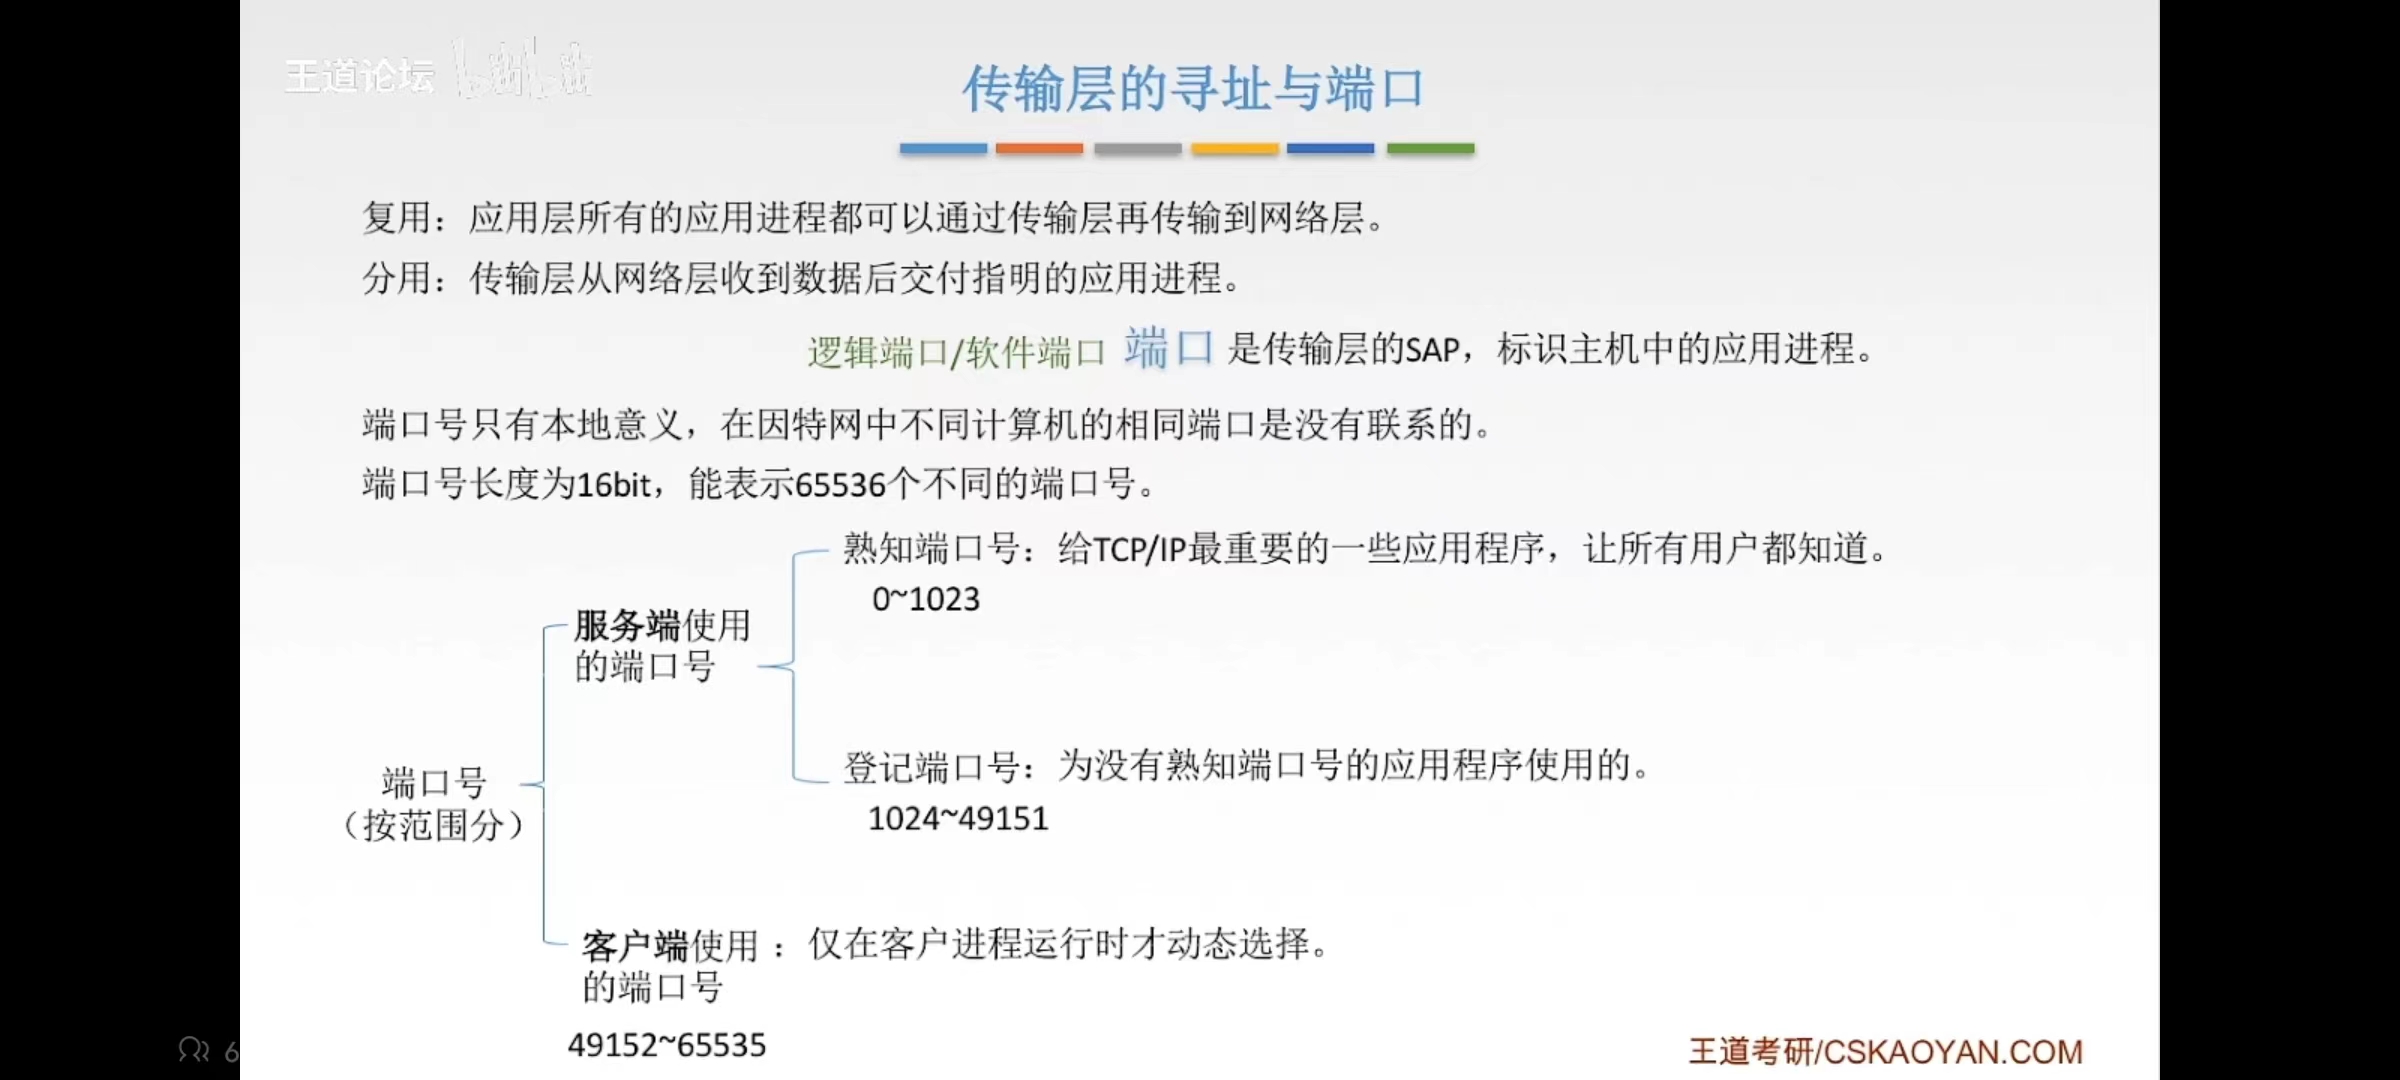 王道论坛 bilibili
传输层的寻址与端口
复用：应用层所有的应用进程都可以通过传输层再传输到网络层。
分用：传输层从网络层收到数据后交付指明的应用进程。
逻辑端口/软件端口 端口 是传输层的SAP，标识主机中的应用进程。
端口号只有本地意义，在因特网中不同计算机的相同端口是没有联系的。
端口号长度为16bit，能表示65536个不同的端口号。
熟知端口号：给TCP/IP最重要的一些应用程序，让所有用户都知道。
0~1023
服务端使用
的端口号
登记端口号：为没有熟知端口号的应用程序使用的。
1024~49151
端口号
（按范围分）
客户端使用：仅在客户进程运行时才动态选择。
的端口号
49152~65535
王道考研/CSKAOYAN.COM
6